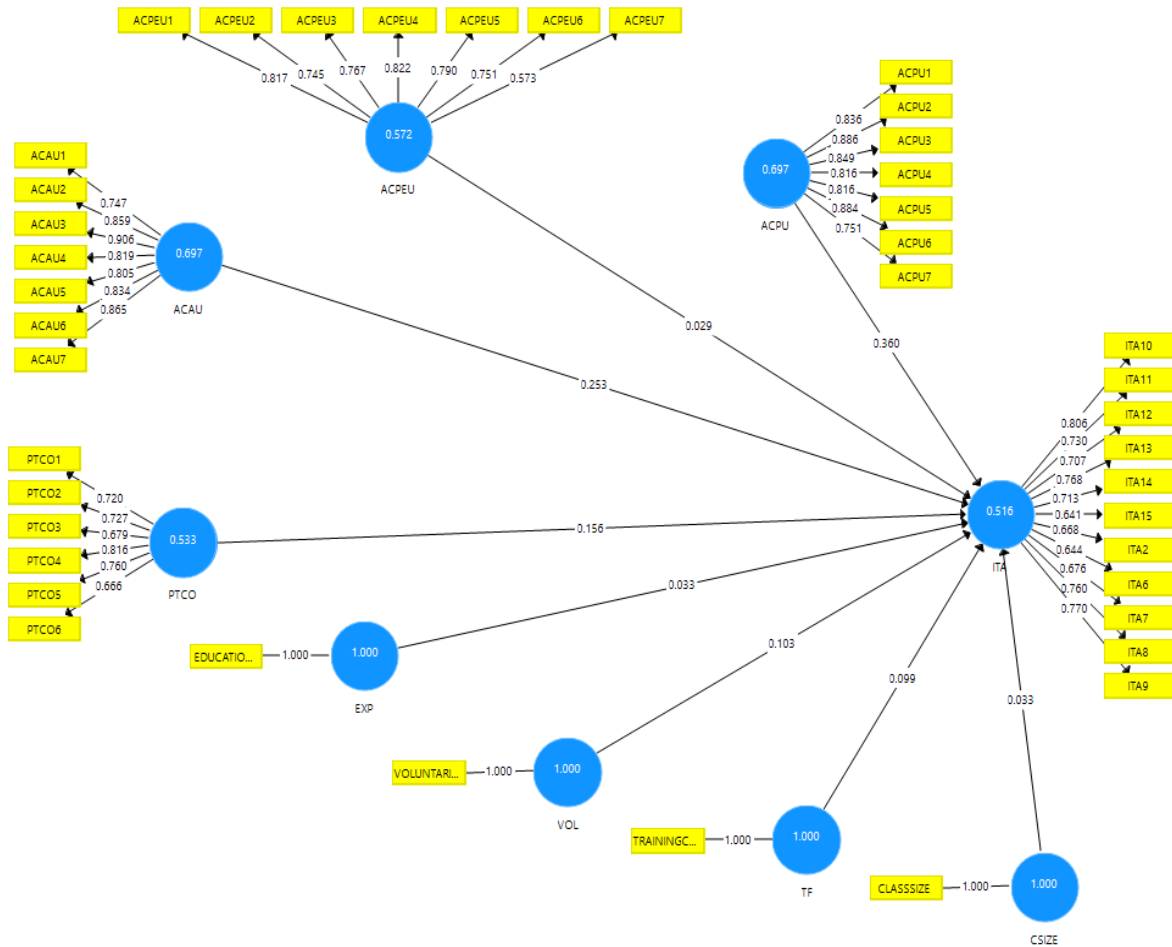 ACPEU1 ACPEU2 ACPEU3 ACPEU4 ACPEU5 ACPEU6 ACPEU7
0.817 0.745 0.767 0.822 0.790 0.751 0.573
0.572
ACPEU
ACPU1
ACPU2
ACPU3
ACPU4
ACPU5
ACPU6
ACPU7
0.836
0.886
0.849
0.816
0.816
0.884
0.751
0.697
ACPU
ACAU1
ACAU2
ACAU3
ACAU4
ACAU5
ACAU6
ACAU7
0.747
0.859
0.906
0.819
0.805
0.834
0.865
0.697
ACAU
0.029
0.360
0.253
ITA10
ITA11
ITA12
ITA13
ITA14
ITA15
ITA2
ITA6
ITA7
ITA8
ITA9
0.806
0.730
0.707
0.768
0.713
0.641
0.668
0.644
0.676
0.760
0.770
0.516
ITA
PTCO1
PTCO2
PTCO3
PTCO4
PTCO5
PTCO6
0.720
0.727
0.679
0.816
0.760
0.666
0.533
PTCO
0.156
0.033
0.103
0.099
0.033
EDUCATIO... 1.000 1.000
EXP
VOLUNTARI... 1.000 1.000
VOL
TRAININGC... 1.000 1.000
TF
CLASSSIZE 1.000 1.000
CSIZE